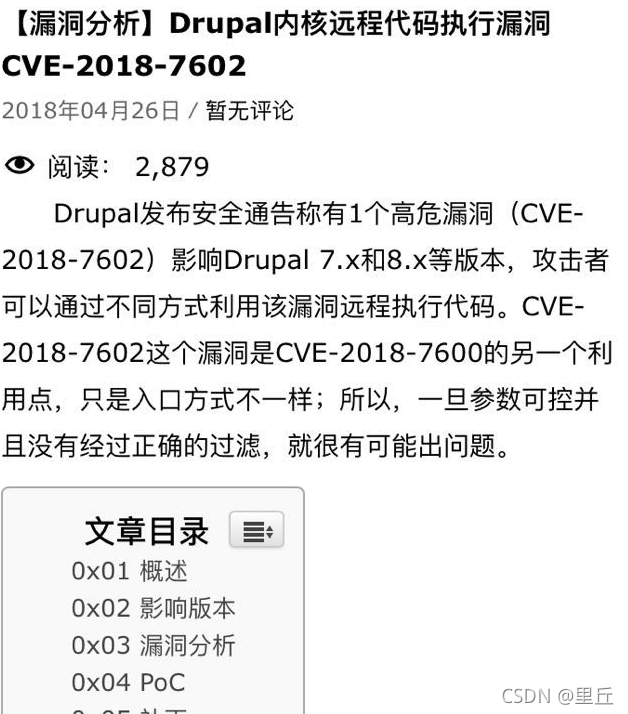 【漏洞分析】Drupal内核远程代码执行漏洞
CVE-2018-7602
2018年04月26日 / 暂无评论
阅读： 2,879
Drupal发布安全通告称有1个高危漏洞（CVE-
2018-7602）影响Drupal 7.x和8.x等版本，攻击者
可以通过不同方式利用该漏洞远程执行代码。CVE-
2018-7602这个漏洞是CVE-2018-7600的另一个利
用点，只是入口方式不一样；所以，一旦参数可控并
且没有经过正确的过滤，就很有可能出问题。
文章目录
0x01 概述
0x02 影响版本
0x03 漏洞分析
0x04 PoC
CSDN @里丘